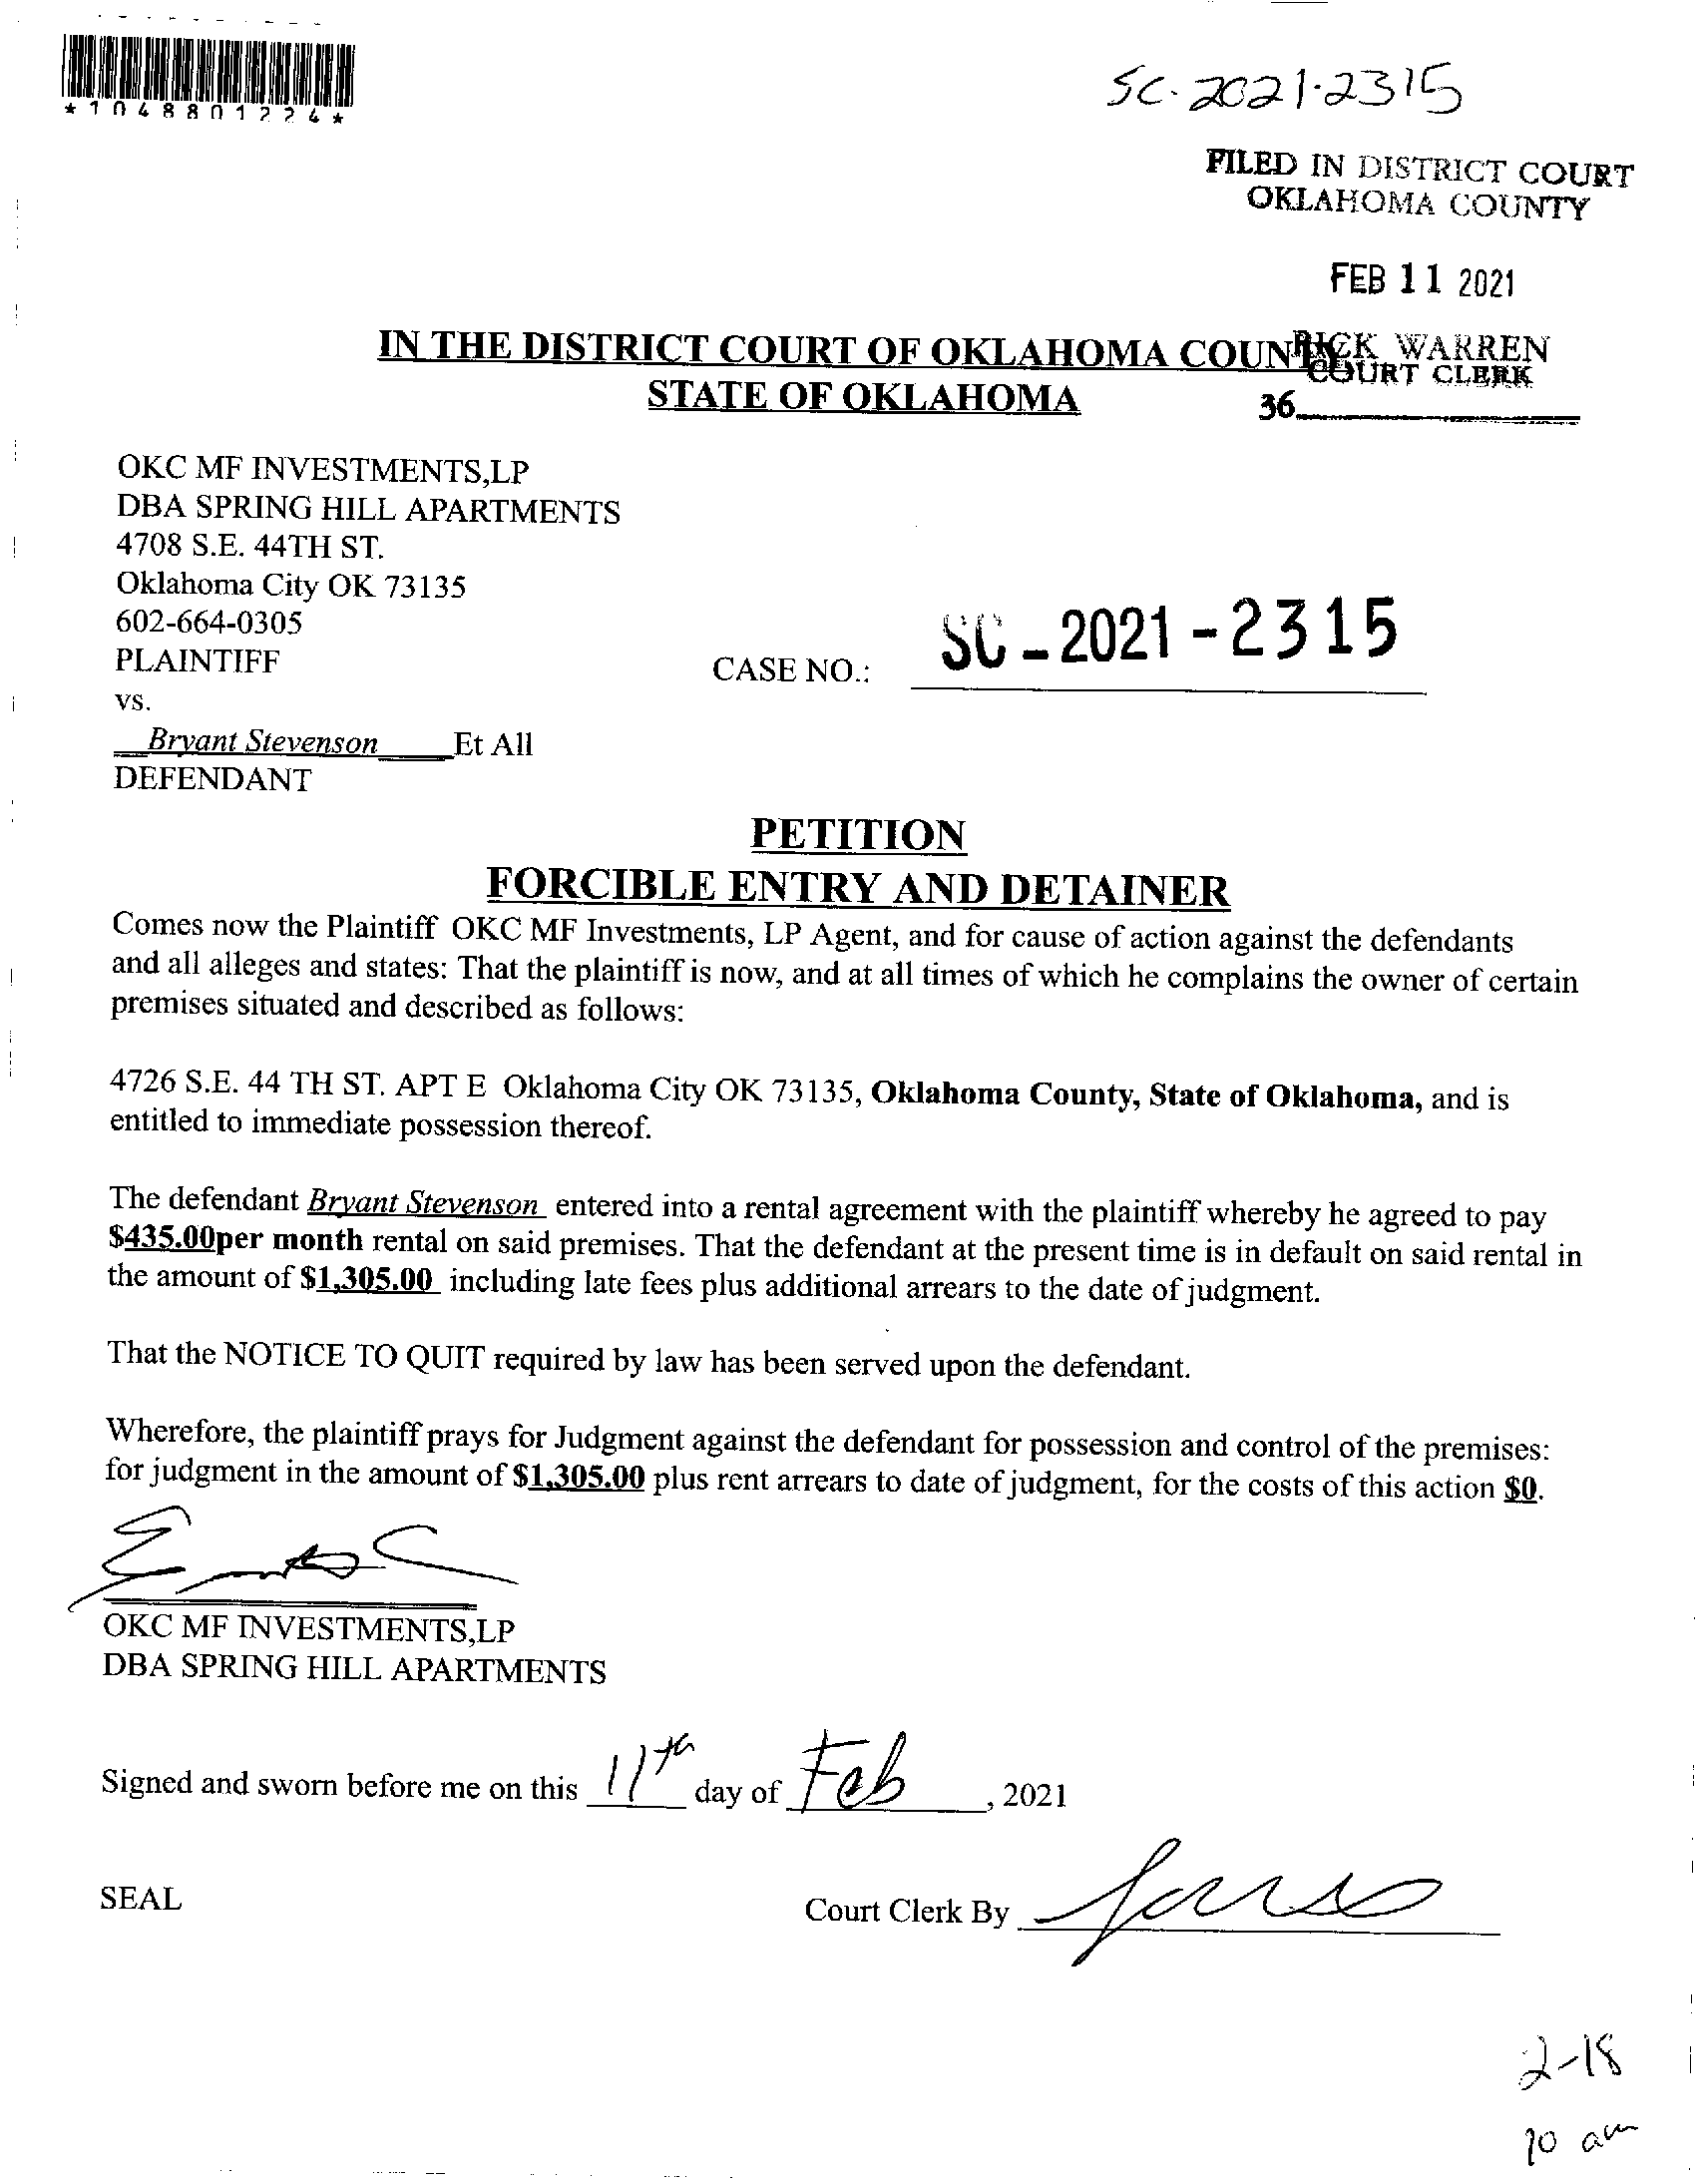 *1048801224*
SC-2021-2315
FILED IN DISTRICT COURT
OKLAHOMA COUNTY
FEB 11 2021
RICK WARREN
COURT CLERK
36
IN THE DISTRICT COURT OF OKLAHOMA COUNTY
STATE OF OKLAHOMA
OKC MF INVESTMENTS,LP
DBA SPRING HILL APARTMENTS
4708 S.E. 44TH ST.
Oklahoma City OK 73135
602-664-0305
PLAINTIFF
CASE NO.: SC-2021-2315
vs.
Bryant Stevenson Et All
DEFENDANT
PETITION
FORCIBLE ENTRY AND DETAINER
Comes now the Plaintiff OKC MF Investments, LP Agent, and for cause of action against the defendants
and all alleges and states: That the plaintiff is now, and at all times of which he complains the owner of certain
premises situated and described as follows:
4726 S.E. 44 TH ST. APT E Oklahoma City OK 73135, Oklahoma County, State of Oklahoma, and is
entitled to immediate possession thereof.
The defendant Bryant Stevenson entered into a rental agreement with the plaintiff whereby he agreed to pay
$435.00per month rental on said premises. That the defendant at the present time is in default on said rental in
the amount of $1,305.00 including late fees plus additional arrears to the date of judgment.
That the NOTICE TO QUIT required by law has been served upon the defendant.
Wherefore, the plaintiff prays for Judgment against the defendant for possession and control of the premises:
for judgment in the amount of $1,305.00 plus rent arrears to date of judgment, for the costs of this action $0.
OKC MF INVESTMENTS,LP
DBA SPRING HILL APARTMENTS
Signed and sworn before me on this 11th day of Feb, 2021
SEAL
Court Clerk By
2-18
10 am